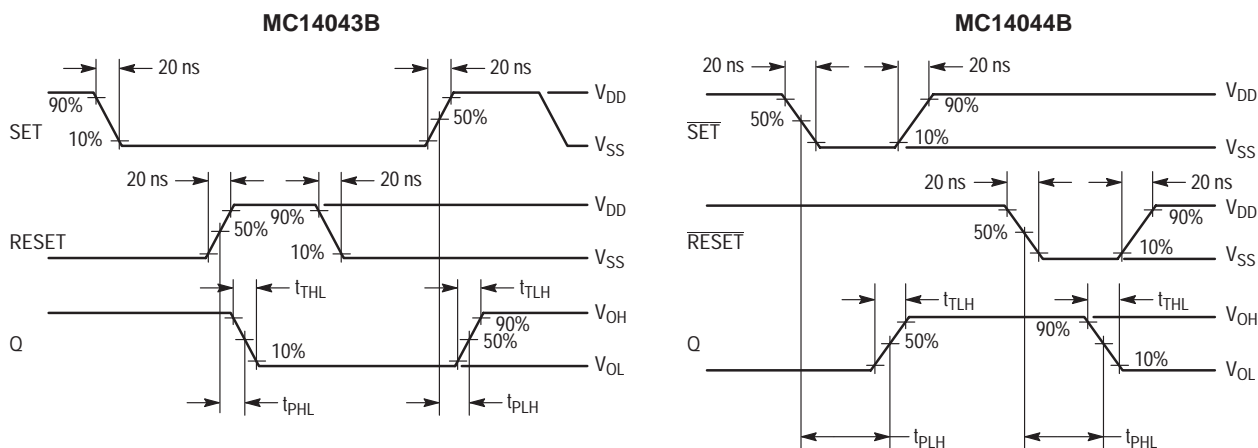 MC14043B
20 ns
20 ns
90%
10%
50%
SET
V_DD
V_SS
20 ns
20 ns
50%
90%
10%
RESET
V_DD
V_SS
t_THL
t_TLH
10%
90%
50%
Q
V_OH
V_OL
t_PHL
t_PLH
MC14044B
20 ns
20 ns
50%
90%
10%
SET
V_DD
V_SS
20 ns
20 ns
50%
90%
10%
RESET
V_DD
V_SS
t_TLH
t_THL
50%
90%
10%
Q
V_OH
V_OL
t_PLH
t_PHL